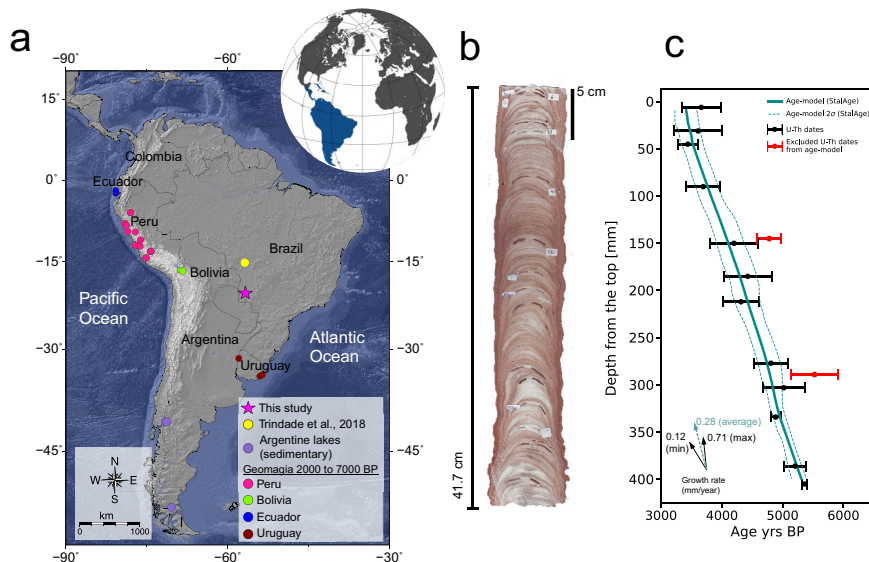 a
−90°
−60°
−30°
15°
0°
−15°
−30°
−45°
0°
−15°
−30°
−45°
−90°
−60°
−30°
Colombia
Ecuador
Peru
Brazil
Bolivia
Pacific
Ocean
Argentina
Atlantic
Ocean
Uruguay
This study
Trindade et al., 2018
Argentine lakes
(sedimentary)
Geomagia 2000 to 7000 BP
Peru
Bolivia
Ecuador
Uruguay
N
W E
S
km
0 1000
b
5 cm
41.7 cm
c
Age-model (StalAge)
Age-model 2σ (StalAge)
U-Th dates
Excluded U-Th dates
from age-model
Depth from the top [mm]
0
50
100
150
200
250
300
350
400
0.28 (average)
0.12
(min)
0.71 (max)
Growth rate
(mm/year)
3000 4000 5000 6000
Age yrs BP